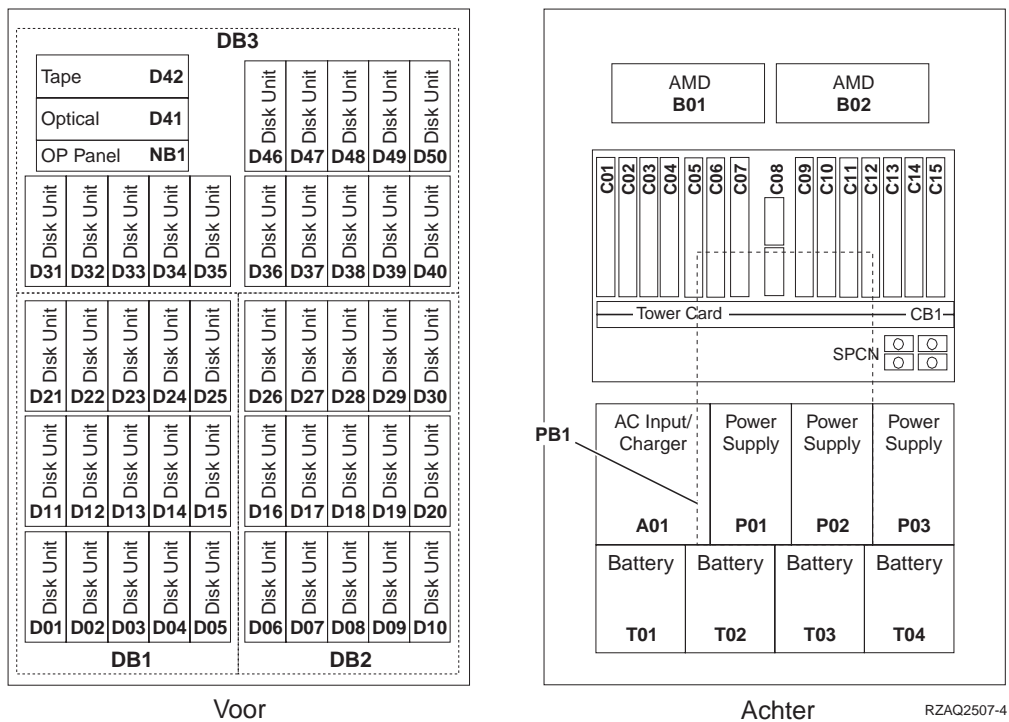 DB3
Tape D42
Optical D41
OP Panel NB1
Disk Unit Disk Unit Disk Unit Disk Unit Disk Unit
D46 D47 D48 D49 D50
Disk Unit Disk Unit Disk Unit Disk Unit Disk Unit
D31 D32 D33 D34 D35
Disk Unit Disk Unit Disk Unit Disk Unit Disk Unit
D36 D37 D38 D39 D40
Disk Unit Disk Unit Disk Unit Disk Unit Disk Unit
D21 D22 D23 D24 D25
Disk Unit Disk Unit Disk Unit Disk Unit Disk Unit
D26 D27 D28 D29 D30
Disk Unit Disk Unit Disk Unit Disk Unit Disk Unit
D11 D12 D13 D14 D15
Disk Unit Disk Unit Disk Unit Disk Unit Disk Unit
D16 D17 D18 D19 D20
Disk Unit Disk Unit Disk Unit Disk Unit Disk Unit
D01 D02 D03 D04 D05
Disk Unit Disk Unit Disk Unit Disk Unit Disk Unit
D06 D07 D08 D09 D10
DB1
DB2
Voor
AMD
B01
AMD
B02
C01 C02 C03 C04 C05 C06 C07 C08 C09 C10 C11 C12 C13 C14 C15
Tower Card
CB1
SPCN
PB1
AC Input/
Charger
A01
Power
Supply
P01
Power
Supply
P02
Power
Supply
P03
Battery
T01
Battery
T02
Battery
T03
Battery
T04
Achter
RZAQ2507-4